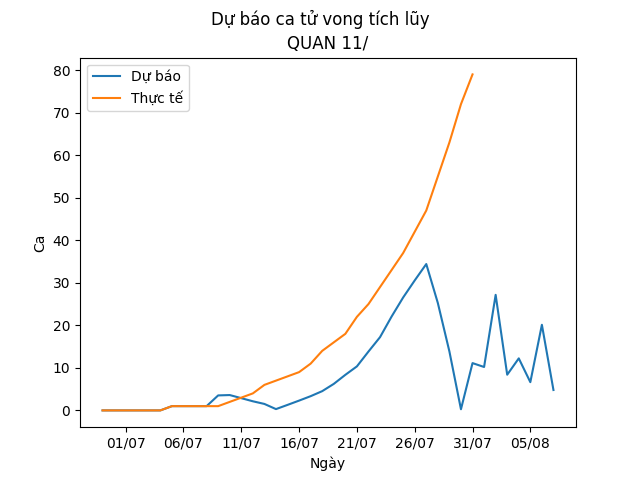 Dự báo ca tử vong tích lũy
QUAN 11/
Dự báo
Thực tế
Ca
80
70
60
50
40
30
20
10
0
01/07 06/07 11/07 16/07 21/07 26/07 31/07 05/08
Ngày